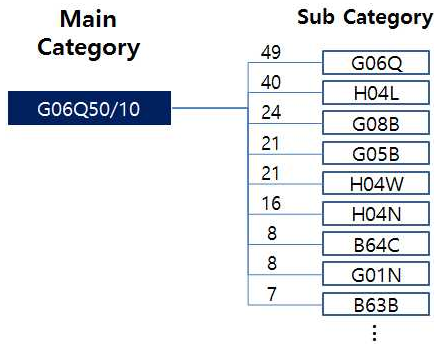 Main
Category
Sub Category
G06Q50/10
49
G06Q
40
H04L
24
G08B
21
G05B
21
H04W
16
H04N
8
B64C
8
G01N
7
B63B
⋮